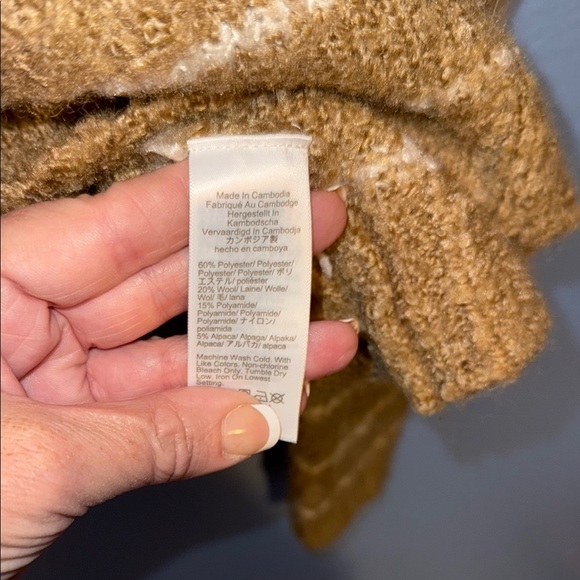 Made In Cambodia
Fabriqué Au Cambodge
Hergestellt In
Kambodscha
Vervaardigd In Cambodja
カンボジア製
hecho en camboya
60% Polyester/ Polyester/
Polyester/ Polyester/ ポリ
エステル/ poliéster
20% Wool/ Laine/ Wolle/
Wol/ 毛/ lana
15% Polyamide/
Polyamide/ Polyamide/
Polyamide/ ナイロン/
poliamida
5% Alpaca/ Alpaga/ Alpaka/
Alpaca/ アルパカ/ alpaca
Machine Wash Cold. With
Like Colors. Non-chlorine
Bleach Only. Tumble Dry
Low. Iron On Lowest
Setting.